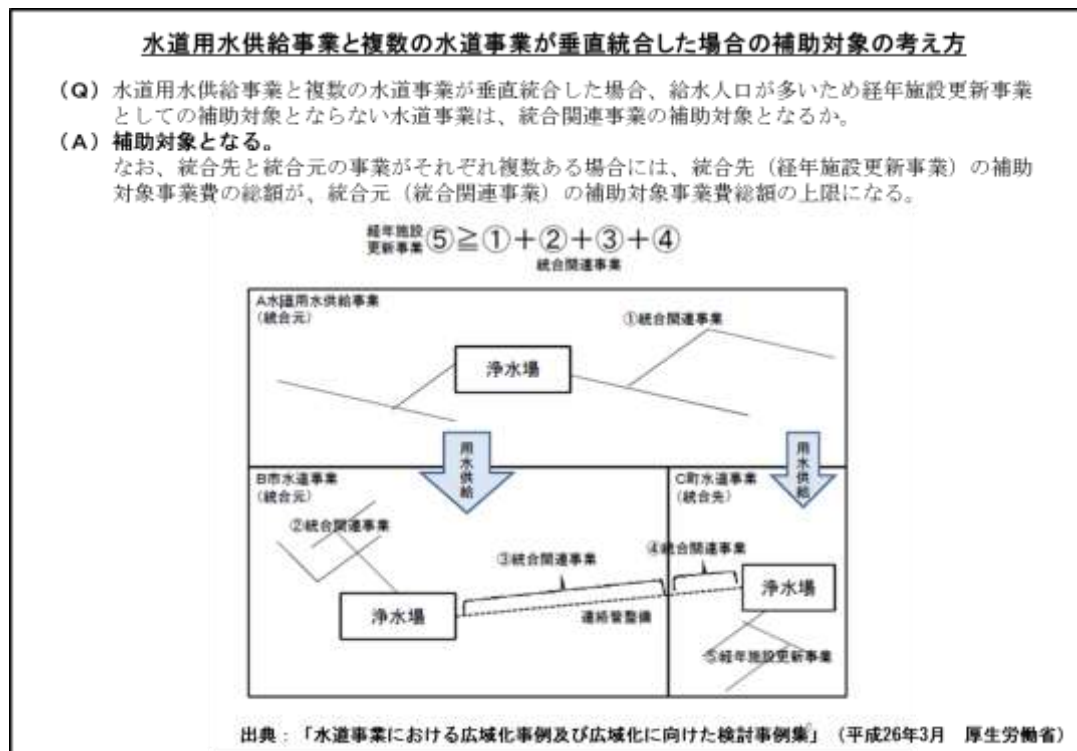 水道用水供給事業と複数の水道事業が垂直統合した場合の補助対象の考え方
（Q）水道用水供給事業と複数の水道事業が垂直統合した場合、給水人口が多いため経年施設更新事業
としての補助対象とならない水道事業は、統合関連事業の補助対象となるか。
（A）補助対象となる。
なお、統合先と統合元の事業がそれぞれ複数ある場合には、統合先（経年施設更新事業）の補助
対象事業費の総額が、統合元（統合関連事業）の補助対象事業費総額の上限になる。
経年施設
更新事業⑤≧①＋②＋③＋④
統合関連事業
A水道用水供給事業
（統合元）
①統合関連事業
浄水場
用水供給
用水供給
B市水道事業
（統合元）
C町水道事業
（統合先）
②統合関連事業
③統合関連事業
④統合関連事業
浄水場
浄水場
連絡管整備
⑤経年施設更新事業
出典：「水道事業における広域化事例及び広域化に向けた検討事例集」（平成26年3月　厚生労働省）